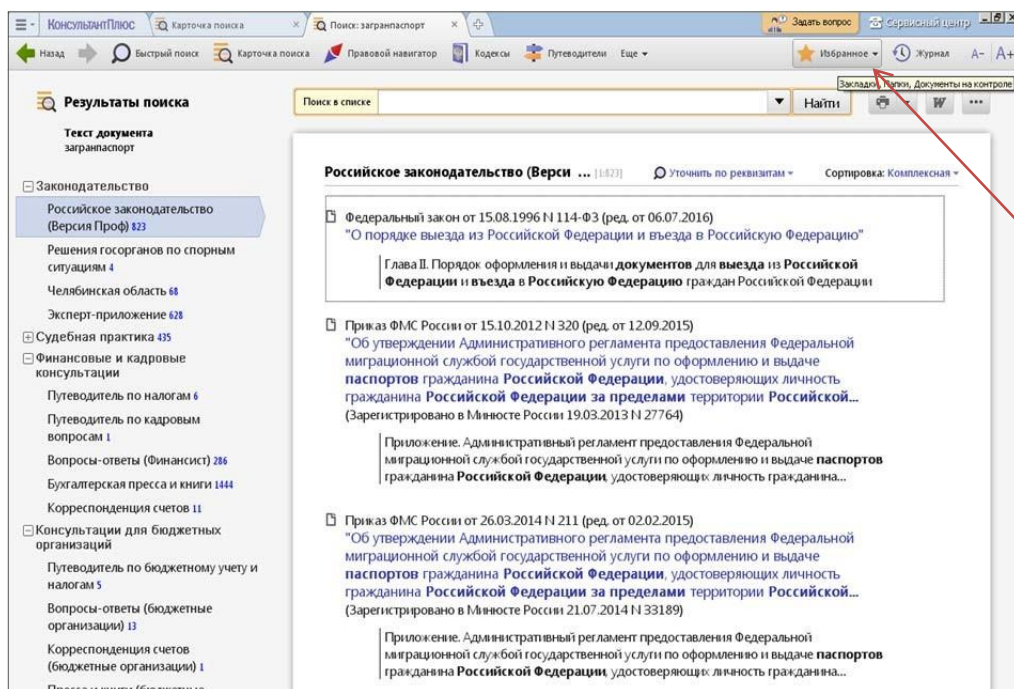 КонсультантПлюс
Карточка поиска
Поиск: загранпаспорт
Задать вопрос
Сервисный центр
Назад
Быстрый поиск
Карточка поиска
Правовой навигатор
Кодексы
Путеводители
Еще
Избранное
Журнал
A-
A+
Закладки, Папки, Документы на контроле
Результаты поиска
Текст документа
загранпаспорт
Законодательство
Российское законодательство
(Версия Проф) 823
Решения госорганов по спорным
ситуациям 4
Челябинская область 68
Эксперт-приложение 628
Судебная практика 435
Финансовые и кадровые
консультации
Путеводитель по налогам 6
Путеводитель по кадровым
вопросам 1
Вопросы-ответы (Финансист) 286
Бухгалтерская пресса и книги 1444
Корреспонденция счетов 11
Консультации для бюджетных
организаций
Путеводитель по бюджетному учету и
налогам 5
Вопросы-ответы (бюджетные
организации) 13
Корреспонденция счетов
(бюджетные организации) 1
Пресса и книги (бюджетные
Поиск в списке
Найти
W
Российское законодательство (Верси ... [1:823]
Уточнить по реквизитам
Сортировка: Комплексная
Федеральный закон от 15.08.1996 N 114-ФЗ (ред. от 06.07.2016)
"О порядке выезда из Российской Федерации и въезда в Российскую Федерацию"
Глава II. Порядок оформления и выдачи документов для выезда из Российской
Федерации и въезда в Российскую Федерацию граждан Российской Федерации
Приказ ФМС России от 15.10.2012 N 320 (ред. от 12.09.2015)
"Об утверждении Административного регламента предоставления Федеральной
миграционной службой государственной услуги по оформлению и выдаче
паспортов гражданина Российской Федерации, удостоверяющих личность
гражданина Российской Федерации за пределами территории Российской...
(Зарегистрировано в Минюсте России 19.03.2013 N 27764)
Приложение. Административный регламент предоставления Федеральной
миграционной службой государственной услуги по оформлению и выдаче паспортов
гражданина Российской Федерации, удостоверяющих личность гражданина...
Приказ ФМС России от 26.03.2014 N 211 (ред. от 02.02.2015)
"Об утверждении Административного регламента предоставления Федеральной
миграционной службой государственной услуги по оформлению и выдаче
паспортов гражданина Российской Федерации, удостоверяющих личность
гражданина Российской Федерации за пределами территории Российской...
(Зарегистрировано в Минюсте России 21.07.2014 N 33189)
Приложение. Административный регламент предоставления Федеральной
миграционной службой государственной услуги по оформлению и выдаче паспортов
гражданина Российской Федерации, удостоверяющих личность гражданина...